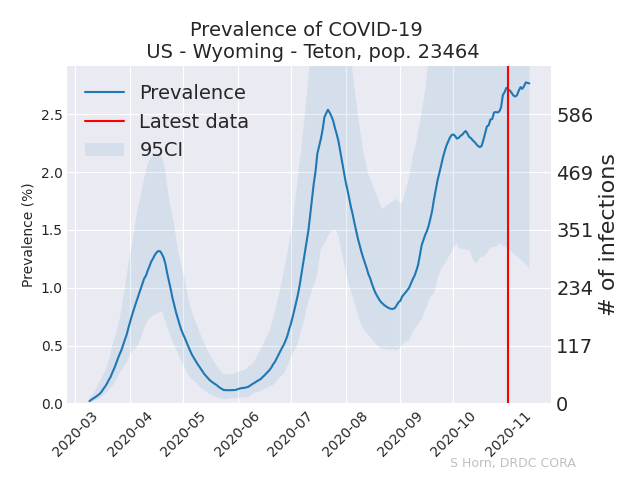 Prevalence of COVID-19
US - Wyoming - Teton, pop. 23464
Prevalence
Latest data
95CI
Prevalence (%)
2.5
2.0
1.5
1.0
0.5
0.0
586
469
351
234
117
0
# of infections
2020-03
2020-04
2020-05
2020-06
2020-07
2020-08
2020-09
2020-10
2020-11
S Horn, DRDC CORA